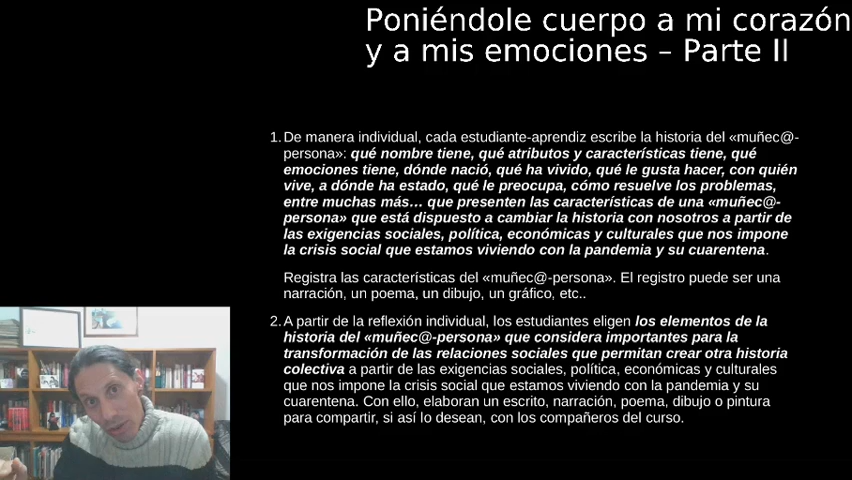 Poniéndole cuerpo a mi corazón
y a mis emociones – Parte II
1. De manera individual, cada estudiante-aprendiz escribe la historia del «muñec@-
persona»: qué nombre tiene, qué atributos y características tiene, qué
emociones tiene, dónde nació, qué ha vivido, qué le gusta hacer, con quién
vive, a dónde ha estado, qué le preocupa, cómo resuelve los problemas,
entre muchas más… que presenten las características de una «muñec@-
persona» que está dispuesto a cambiar la historia con nosotros a partir de
las exigencias sociales, política, económicas y culturales que nos impone
la crisis social que estamos viviendo con la pandemia y su cuarentena.
Registra las características del «muñec@-persona». El registro puede ser una
narración, un poema, un dibujo, un gráfico, etc..
2. A partir de la reflexión individual, los estudiantes eligen los elementos de la
historia del «muñec@-persona» que considera importantes para la
transformación de las relaciones sociales que permitan crear otra historia
colectiva a partir de las exigencias sociales, política, económicas y culturales
que nos impone la crisis social que estamos viviendo con la pandemia y su
cuarentena. Con ello, elaboran un escrito, narración, poema, dibujo o pintura
para compartir, si así lo desean, con los compañeros del curso.